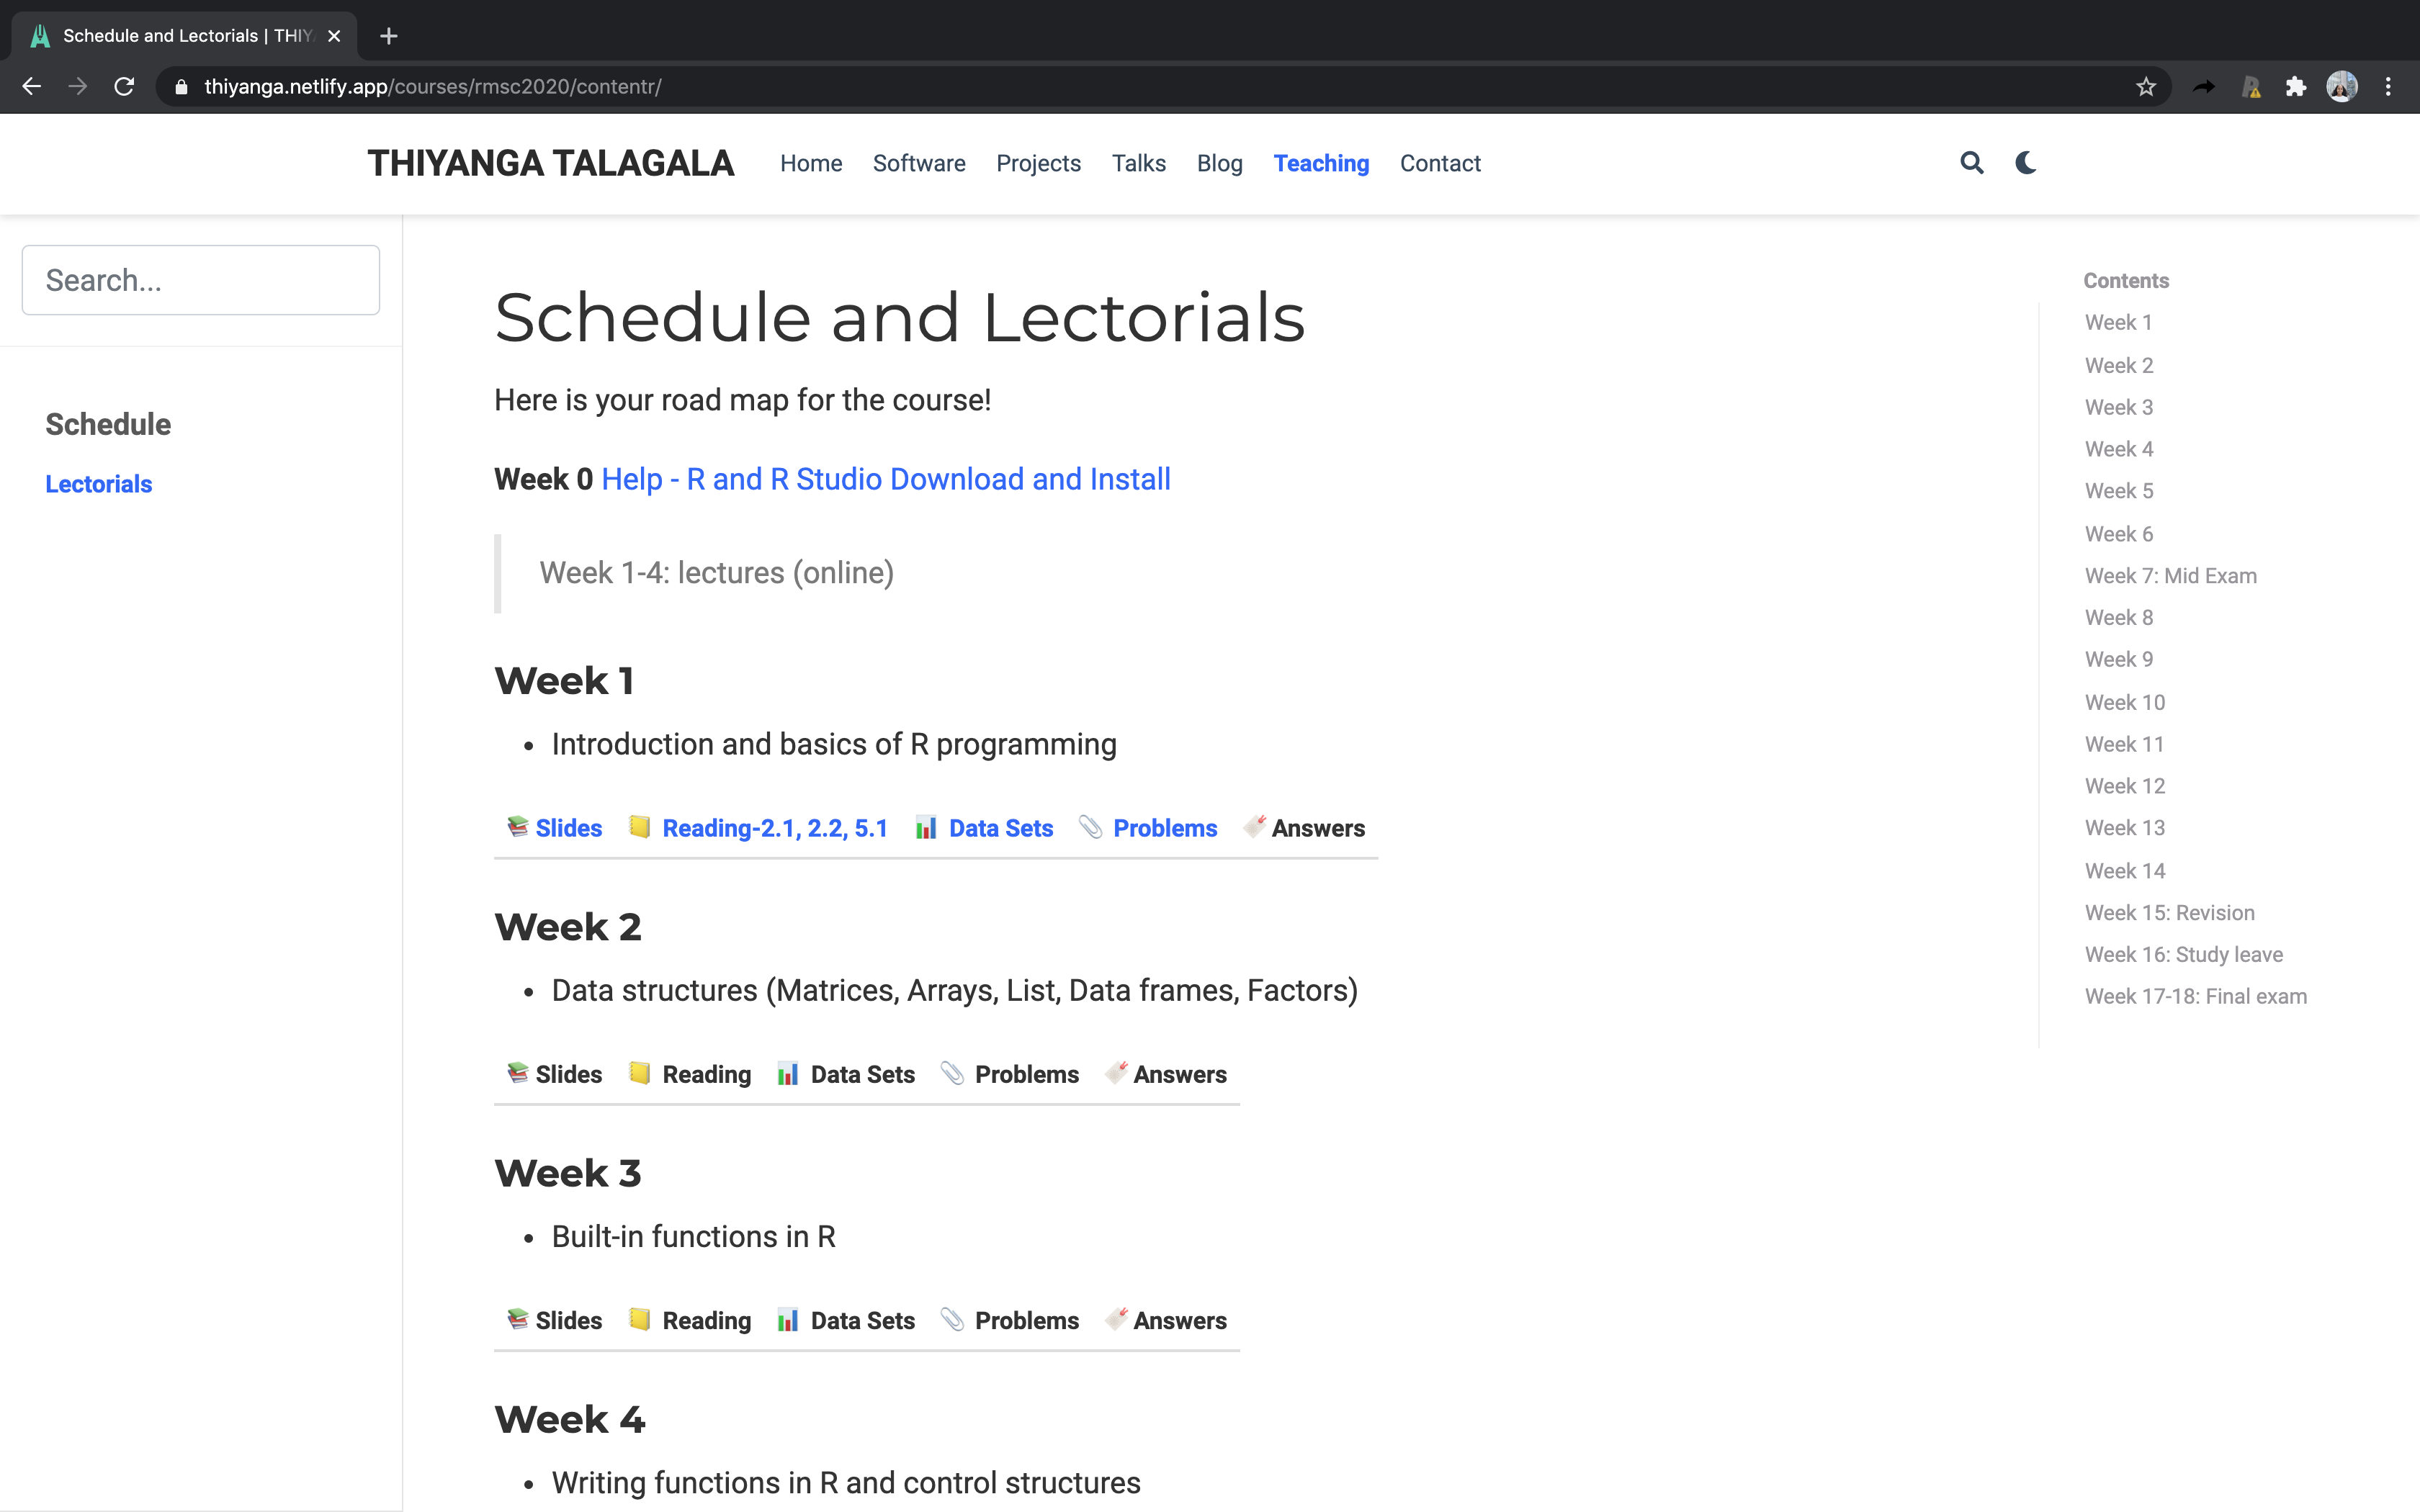 Schedule and Lectorials | THIY
thiyanga.netlify.app/courses/rmsc2020/contentr/
THIYANGA TALAGALA Home Software Projects Talks Blog Teaching Contact
Search...
Schedule
Lectorials
Schedule and Lectorials
Here is your road map for the course!
Week 0 Help - R and R Studio Download and Install
Week 1-4: lectures (online)
Week 1
• Introduction and basics of R programming
Slides Reading-2.1, 2.2, 5.1 Data Sets Problems Answers
Week 2
• Data structures (Matrices, Arrays, List, Data frames, Factors)
Slides Reading Data Sets Problems Answers
Week 3
• Built-in functions in R
Slides Reading Data Sets Problems Answers
Week 4
• Writing functions in R and control structures
Contents
Week 1
Week 2
Week 3
Week 4
Week 5
Week 6
Week 7: Mid Exam
Week 8
Week 9
Week 10
Week 11
Week 12
Week 13
Week 14
Week 15: Revision
Week 16: Study leave
Week 17-18: Final exam